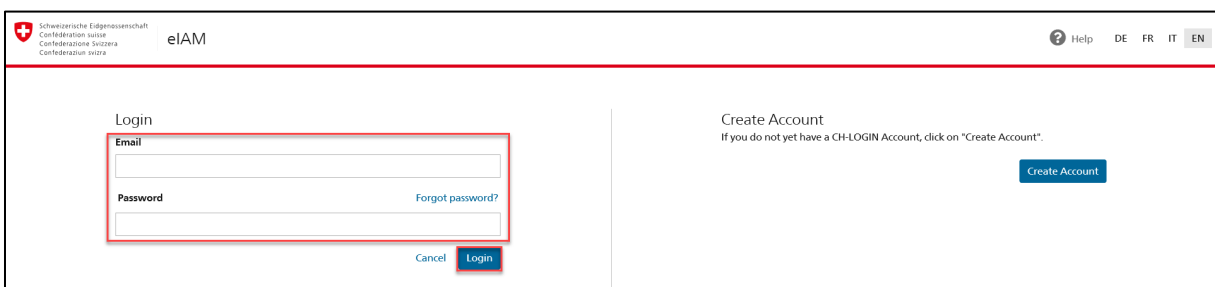 Schweizerische Eidgenossenschaft
Confédération suisse
Confederazione Svizzera
Confederaziun svizra
eIAM
Help DE FR IT EN
Login
Email
Password Forgot password?
Cancel Login
Create Account
If you do not yet have a CH-LOGIN Account, click on "Create Account".
Create Account